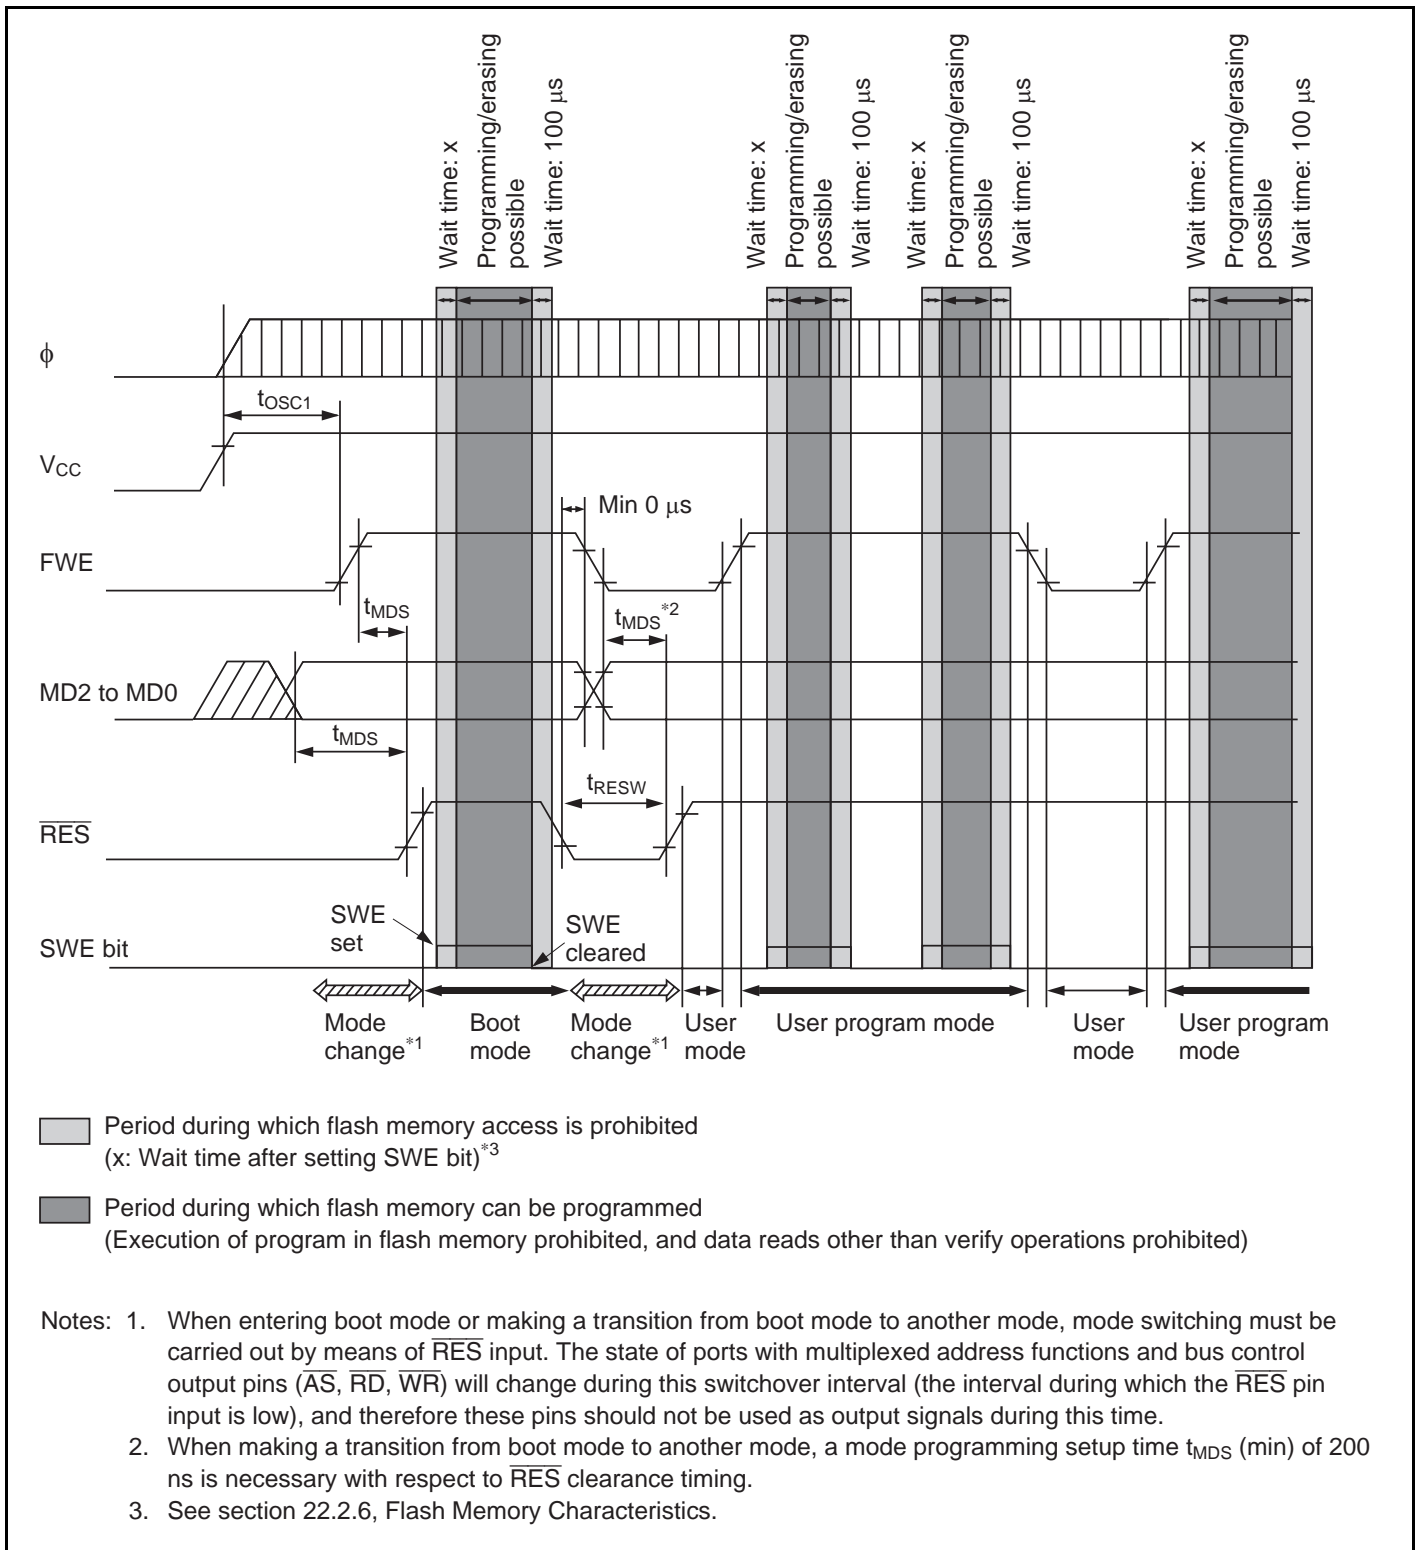 Wait time: x
Programming/erasing
possible
Wait time: 100 µs
Wait time: x
Programming/erasing
possible
Wait time: 100 µs
Wait time: x
Programming/erasing
possible
Wait time: 100 µs
Wait time: x
Programming/erasing
possible
Wait time: 100 µs
ϕ
tOSC1
VCC
Min 0 µs
FWE
tMDS
tMDS*2
MD2 to MD0
tMDS
tRESW
R̅E̅S̅
SWE
set
SWE
cleared
SWE bit
Mode
change*1
Boot
mode
Mode
change*1
User
mode
User program mode
User
mode
User program
mode
Period during which flash memory access is prohibited
(x: Wait time after setting SWE bit)*3
Period during which flash memory can be programmed
(Execution of program in flash memory prohibited, and data reads other than verify operations prohibited)
Notes: 1. When entering boot mode or making a transition from boot mode to another mode, mode switching must be
carried out by means of R̅E̅S̅ input. The state of ports with multiplexed address functions and bus control
output pins (A̅S̅, R̅D̅, W̅R̅) will change during this switchover interval (the interval during which the R̅E̅S̅ pin
input is low), and therefore these pins should not be used as output signals during this time.
2. When making a transition from boot mode to another mode, a mode programming setup time tMDS (min) of 200
ns is necessary with respect to R̅E̅S̅ clearance timing.
3. See section 22.2.6, Flash Memory Characteristics.